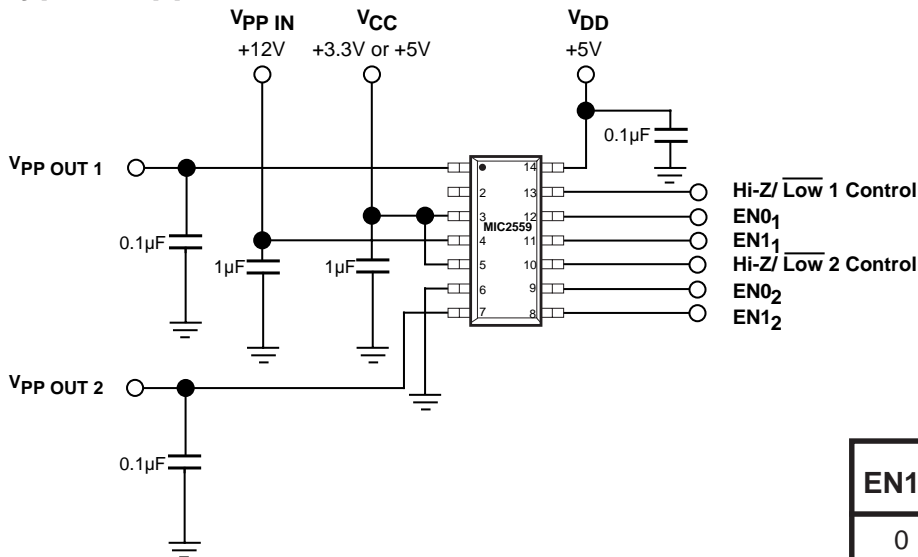 VPP IN VCC VDD
+12V +3.3V or +5V +5V
0.1µF
VPP OUT 1
14
2 13 Hi-Z/ Low 1 Control
3 12 EN01
MIC2559
4 11 EN11
0.1µF 1µF 1µF 5 10 Hi-Z/ Low 2 Control
6 9 EN02
7 8 EN12
VPP OUT 2
0.1µF
EN1
0